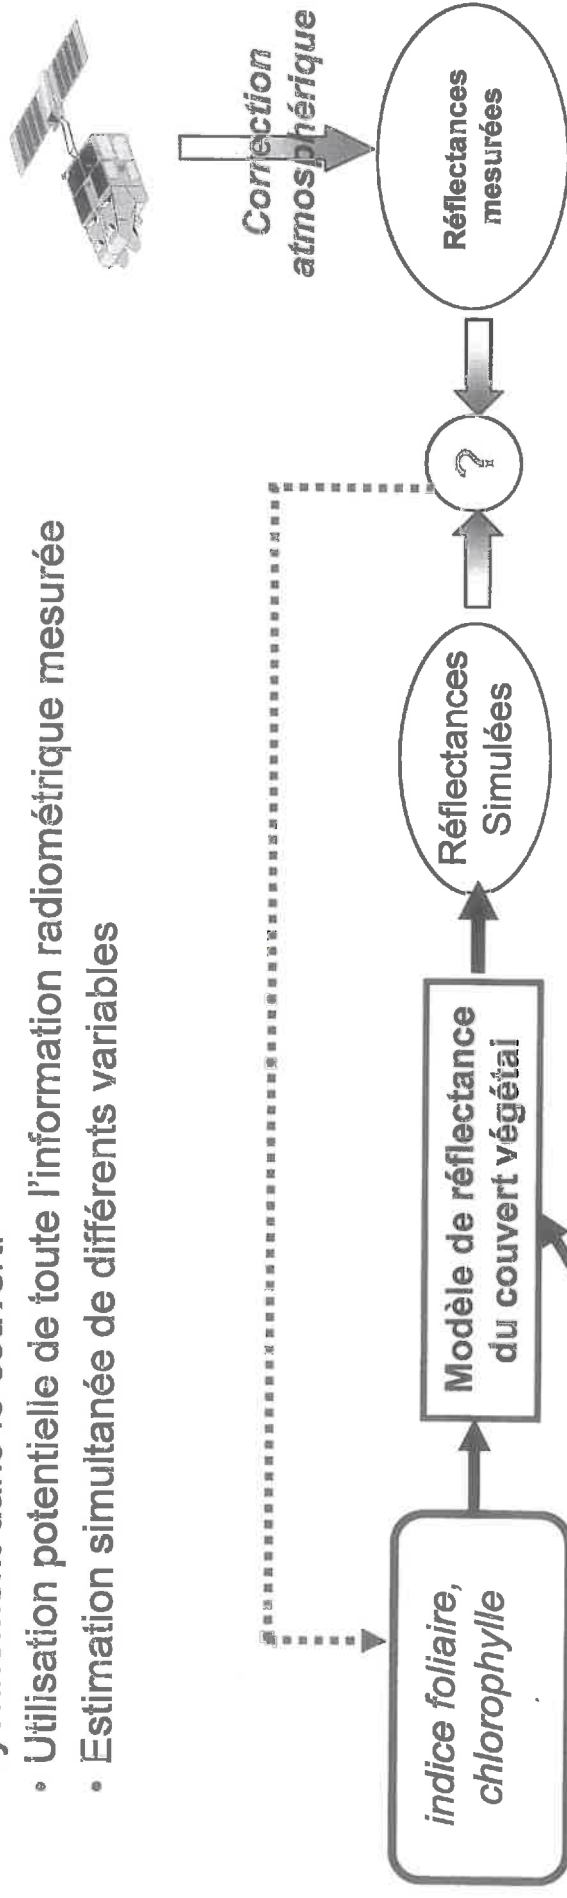 • Utilisation potentielle de toute l'information radiométrique mesurée
• Estimation simultanée de différents variables
Correction
atmosphérique
indice foliaire,
chlorophylle
Modèle de réflectance
du couvert végétal
Réflectances
Simulées
?
Réflectances
mesurées